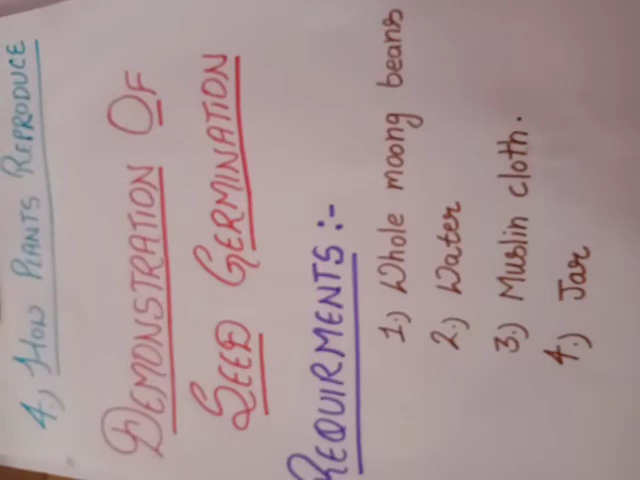 4.) HOW PLANTS REPRODUCE
DEMONSTRATION OF
SEED GERMINATION
REQUIRMENTS :-
1.) Whole moong beans
2.) Water
3.) Muslin cloth.
4.) Jar